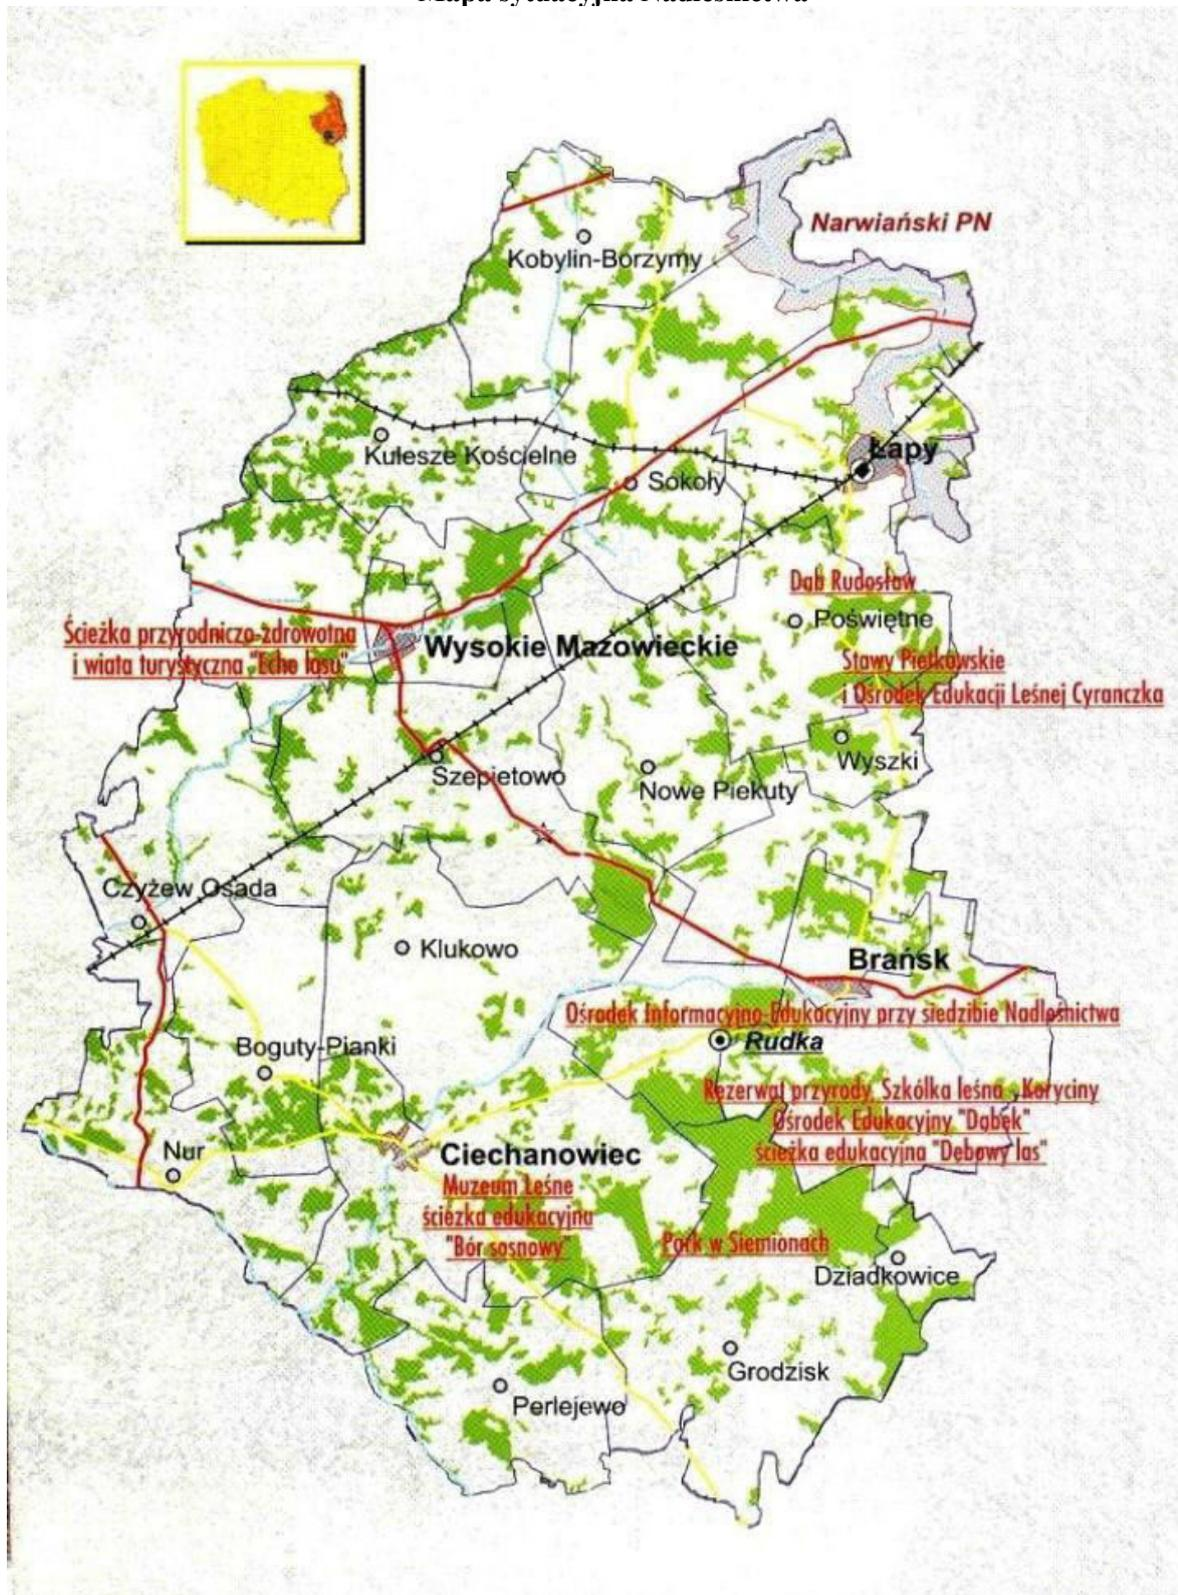 Mapa sytuacyjna Nadleśnictwa
Narwiański PN
Kobylin-Borzymy
Kulesze Kościelne
Łapy
Sokoły
Dąb Rudosław
Poświętne
Ścieżka przyrodniczo-zdrowotna
i wiata turystyczna "Echo lasu"
Wysokie Mazowieckie
Stawy Pietkowskie
i Ośrodek Edukacji Leśnej Cyranczka
Wyszki
Szepietowo
Nowe Piekuty
Czyżew Osada
Klukowo
Brańsk
Ośrodek Informacyjno-Edukacyjny przy siedzibie Nadleśnictwa
Rudka
Boguty-Pianki
Rezerwat przyrody, Szkółka leśna Koryciny
Ośrodek Edukacyjny "Dąbek"
ścieżka edukacyjna "Dębowy las"
Nur
Ciechanowiec
Muzeum Leśne
ścieżka edukacyjna
"Bór sosnowy"
Park w Siemionach
Dziadkowice
Grodzisk
Perlejewo